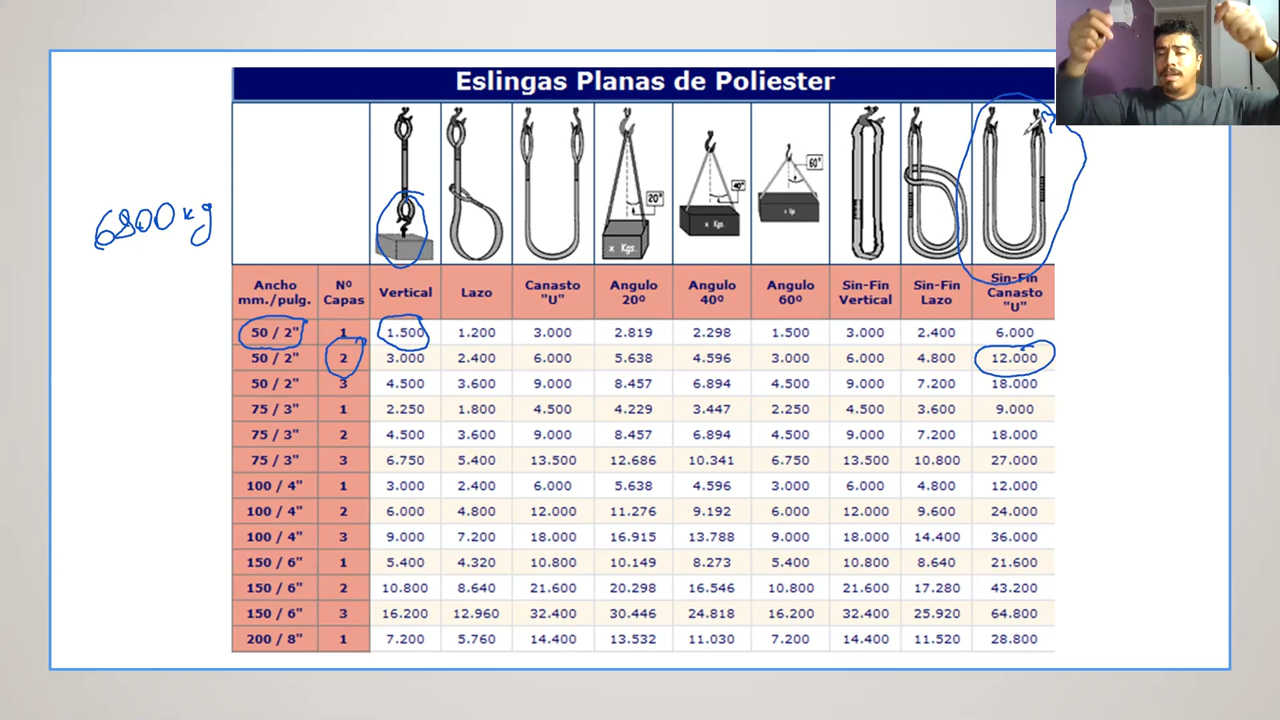 Eslingas Planas de Poliester
20º
40º
60º
x Kgs.
x Kgs.
x Kgs.
6800 kg
Ancho mm./pulg. Nº Capas Vertical Lazo Canasto "U" Angulo 20º Angulo 40º Angulo 60º Sin-Fin Vertical Sin-Fin Lazo Sin-Fin Canasto "U"
50 / 2" 1 1.500 1.200 3.000 2.819 2.298 1.500 3.000 2.400 6.000
50 / 2" 2 3.000 2.400 6.000 5.638 4.596 3.000 6.000 4.800 12.000
50 / 2" 3 4.500 3.600 9.000 8.457 6.894 4.500 9.000 7.200 18.000
75 / 3" 1 2.250 1.800 4.500 4.229 3.447 2.250 4.500 3.600 9.000
75 / 3" 2 4.500 3.600 9.000 8.457 6.894 4.500 9.000 7.200 18.000
75 / 3" 3 6.750 5.400 13.500 12.686 10.341 6.750 13.500 10.800 27.000
100 / 4" 1 3.000 2.400 6.000 5.638 4.596 3.000 6.000 4.800 12.000
100 / 4" 2 6.000 4.800 12.000 11.276 9.192 6.000 12.000 9.600 24.000
100 / 4" 3 9.000 7.200 18.000 16.915 13.788 9.000 18.000 14.400 36.000
150 / 6" 1 5.400 4.320 10.800 10.149 8.273 5.400 10.800 8.640 21.600
150 / 6" 2 10.800 8.640 21.600 20.298 16.546 10.800 21.600 17.280 43.200
150 / 6" 3 16.200 12.960 32.400 30.446 24.818 16.200 32.400 25.920 64.800
200 / 8" 1 7.200 5.760 14.400 13.532 11.030 7.200 14.400 11.520 28.800